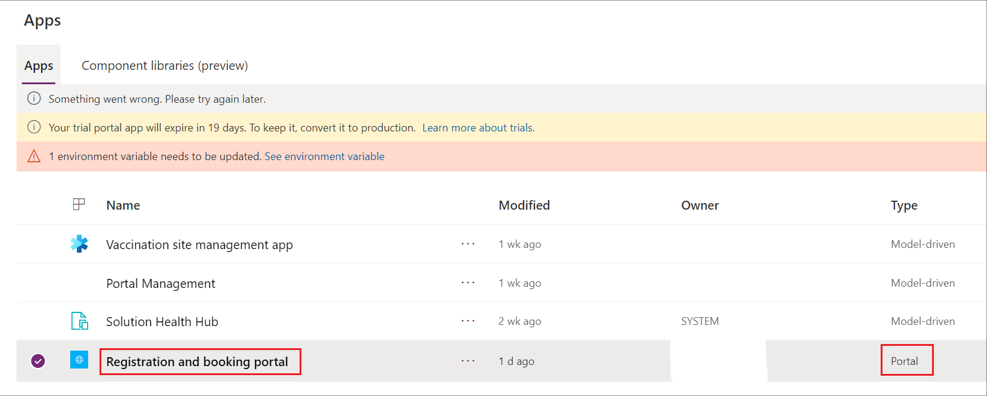 Apps
Apps Component libraries (preview)
Something went wrong. Please try again later.
Your trial portal app will expire in 19 days. To keep it, convert it to production. Learn more about trials.
1 environment variable needs to be updated. See environment variable
Name Modified Owner Type
Vaccination site management app ... 1 wk ago Model-driven
Portal Management ... 1 wk ago Model-driven
Solution Health Hub ... 2 wk ago SYSTEM Model-driven
Registration and booking portal ... 1 d ago Portal